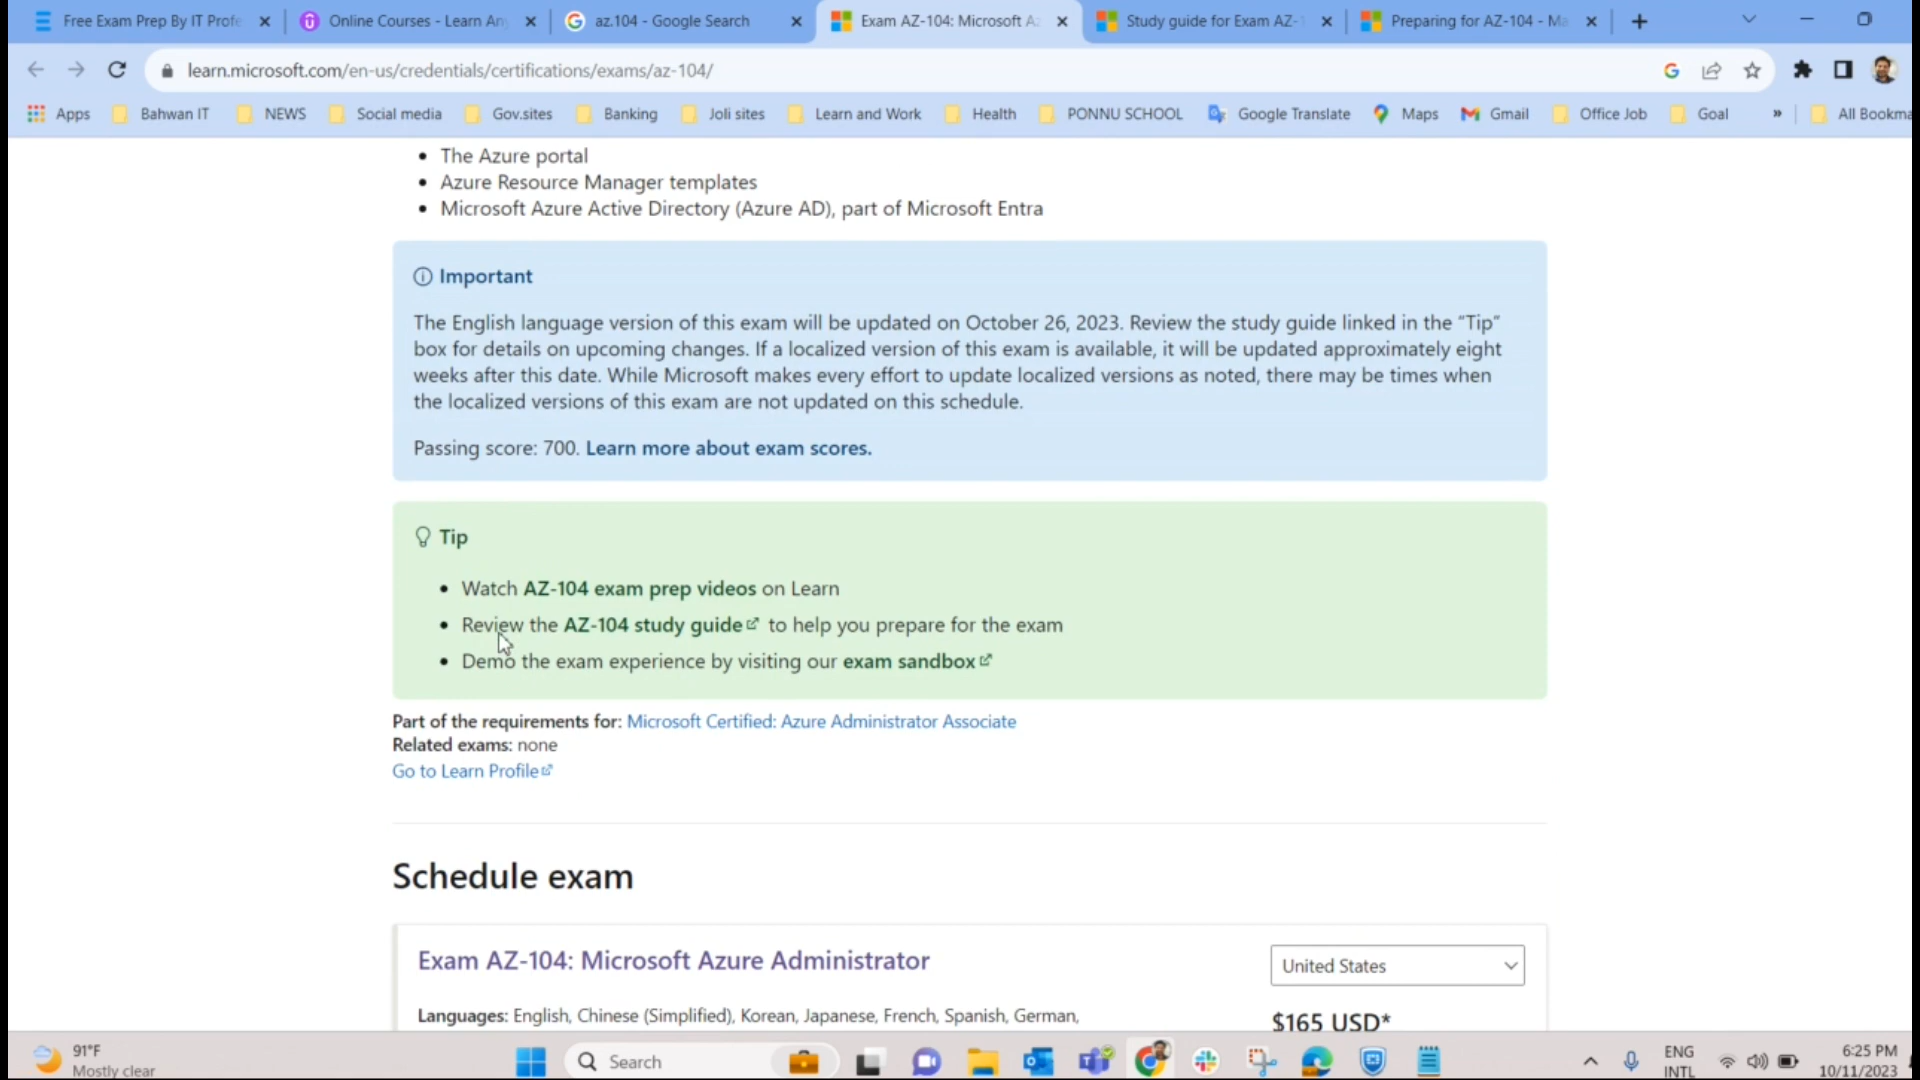 Free Exam Prep By IT Profe
Online Courses - Learn Any
az.104 - Google Search
Exam AZ-104: Microsoft Az
Study guide for Exam AZ-1
Preparing for AZ-104 - Ma
learn.microsoft.com/en-us/credentials/certifications/exams/az-104/
Apps
Bahwan IT
NEWS
Social media
Gov.sites
Banking
Joli sites
Learn and Work
Health
PONNU SCHOOL
Google Translate
Maps
Gmail
Office Job
Goal
»
All Bookma
• The Azure portal
• Azure Resource Manager templates
• Microsoft Azure Active Directory (Azure AD), part of Microsoft Entra
Important
The English language version of this exam will be updated on October 26, 2023. Review the study guide linked in the “Tip”
box for details on upcoming changes. If a localized version of this exam is available, it will be updated approximately eight
weeks after this date. While Microsoft makes every effort to update localized versions as noted, there may be times when
the localized versions of this exam are not updated on this schedule.
Passing score: 700. Learn more about exam scores.
Tip
• Watch AZ-104 exam prep videos on Learn
• Review the AZ-104 study guide to help you prepare for the exam
• Demo the exam experience by visiting our exam sandbox
Part of the requirements for: Microsoft Certified: Azure Administrator Associate
Related exams: none
Go to Learn Profile
Schedule exam
Exam AZ-104: Microsoft Azure Administrator
United States
Languages: English, Chinese (Simplified), Korean, Japanese, French, Spanish, German,
$165 USD*
91°F
Mostly clear
Search
ENG
INTL
6:25 PM
10/11/2023